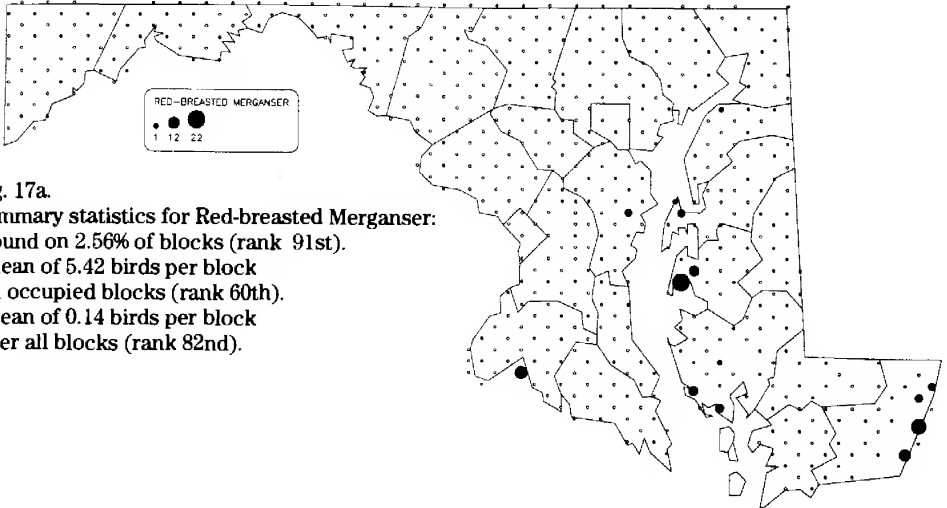 RED-BREASTED MERGANSER
1 12 22
g. 17a.
mmary statistics for Red-breasted Merganser:
ound on 2.56% of blocks (rank 91st).
ean of 5.42 birds per block
occupied blocks (rank 60th).
ean of 0.14 birds per block
er all blocks (rank 82nd).